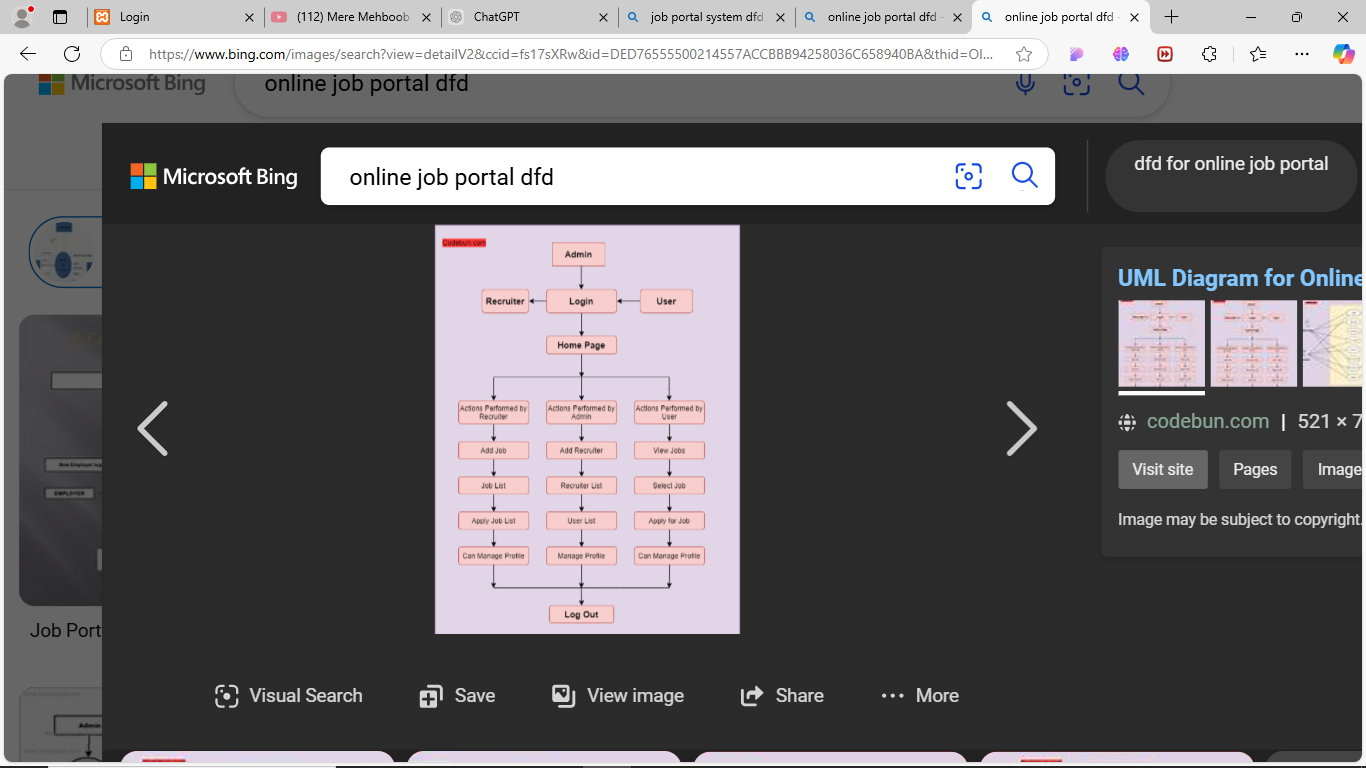 Login
(112) Mere Mehboob
ChatGPT
job portal system dfd
online job portal dfd -
online job portal dfd -
https://www.bing.com/images/search?view=detailV2&ccid=fs17sXRw&id=DED76555500214557ACCBBB94258036C658940BA&thid=OI...
Microsoft Bing
online job portal dfd
Microsoft Bing
online job portal dfd
dfd for online job portal
Codebun.com
Admin
Recruiter
Login
User
Home Page
Actions Performed by
Recruiter
Actions Performed by
Admin
Actions Performed by
User
Add Job
Add Recruiter
View Jobs
Job List
Recruiter List
Select Job
Apply Job List
User List
Apply for Job
Can Manage Profile
Manage Profile
Can Manage Profile
Log Out
UML Diagram for Online
codebun.com | 521 × 7
Visit site
Pages
Image
Image may be subject to copyright.
EMPLOYER
Job Port
Admin
Visual Search
Save
View image
Share
More